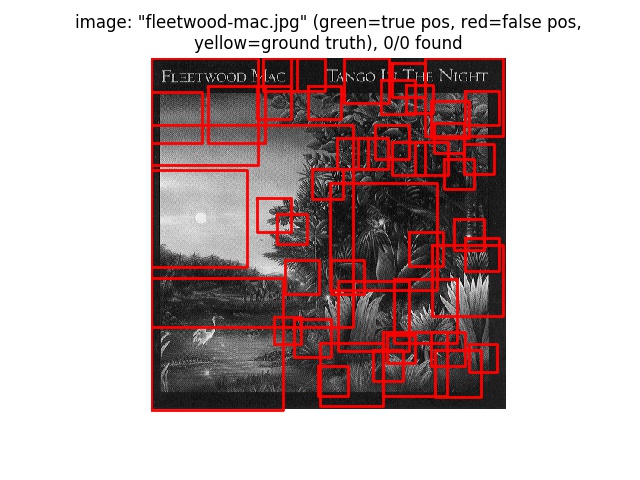 image: "fleetwood-mac.jpg" (green=true pos, red=false pos,
yellow=ground truth), 0/0 found
FLEETWOOD MAC TANGO IN THE NIGHT